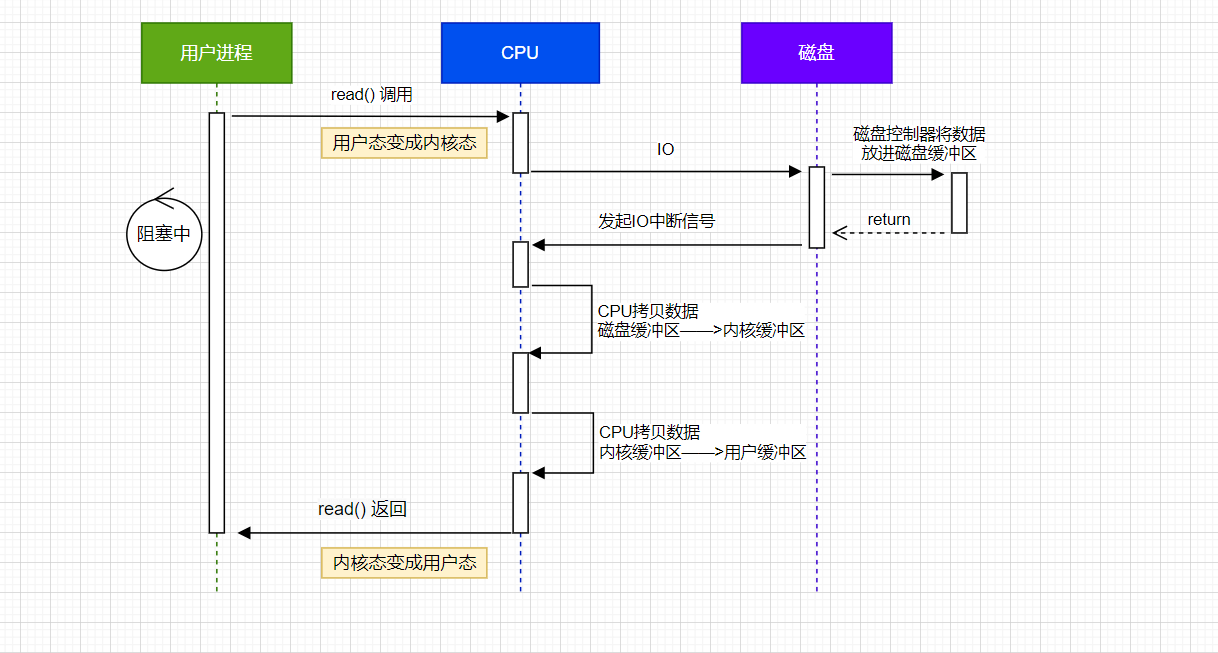 用户进程
CPU
磁盘
read() 调用
用户态变成内核态
IO
磁盘控制器将数据
放进磁盘缓冲区
return
阻塞中
发起IO中断信号
CPU拷贝数据
磁盘缓冲区——>内核缓冲区
CPU拷贝数据
内核缓冲区——>用户缓冲区
read() 返回
内核态变成用户态